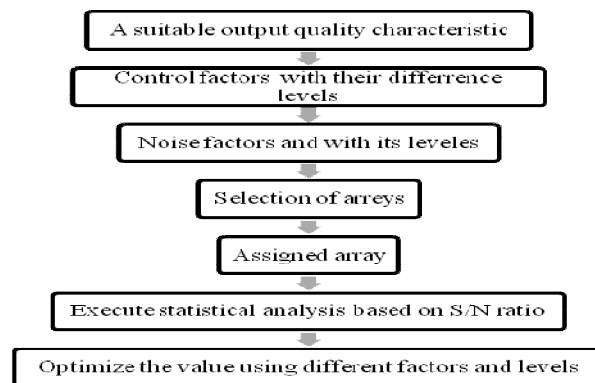 A suitable output quality characteristic
Control factors with their differrence
levels
Noise factors and with its leveles
Selection of arreys
Assigned array
Execute statistical analysis based on S/N ratio
Optimize the value using different factors and levels